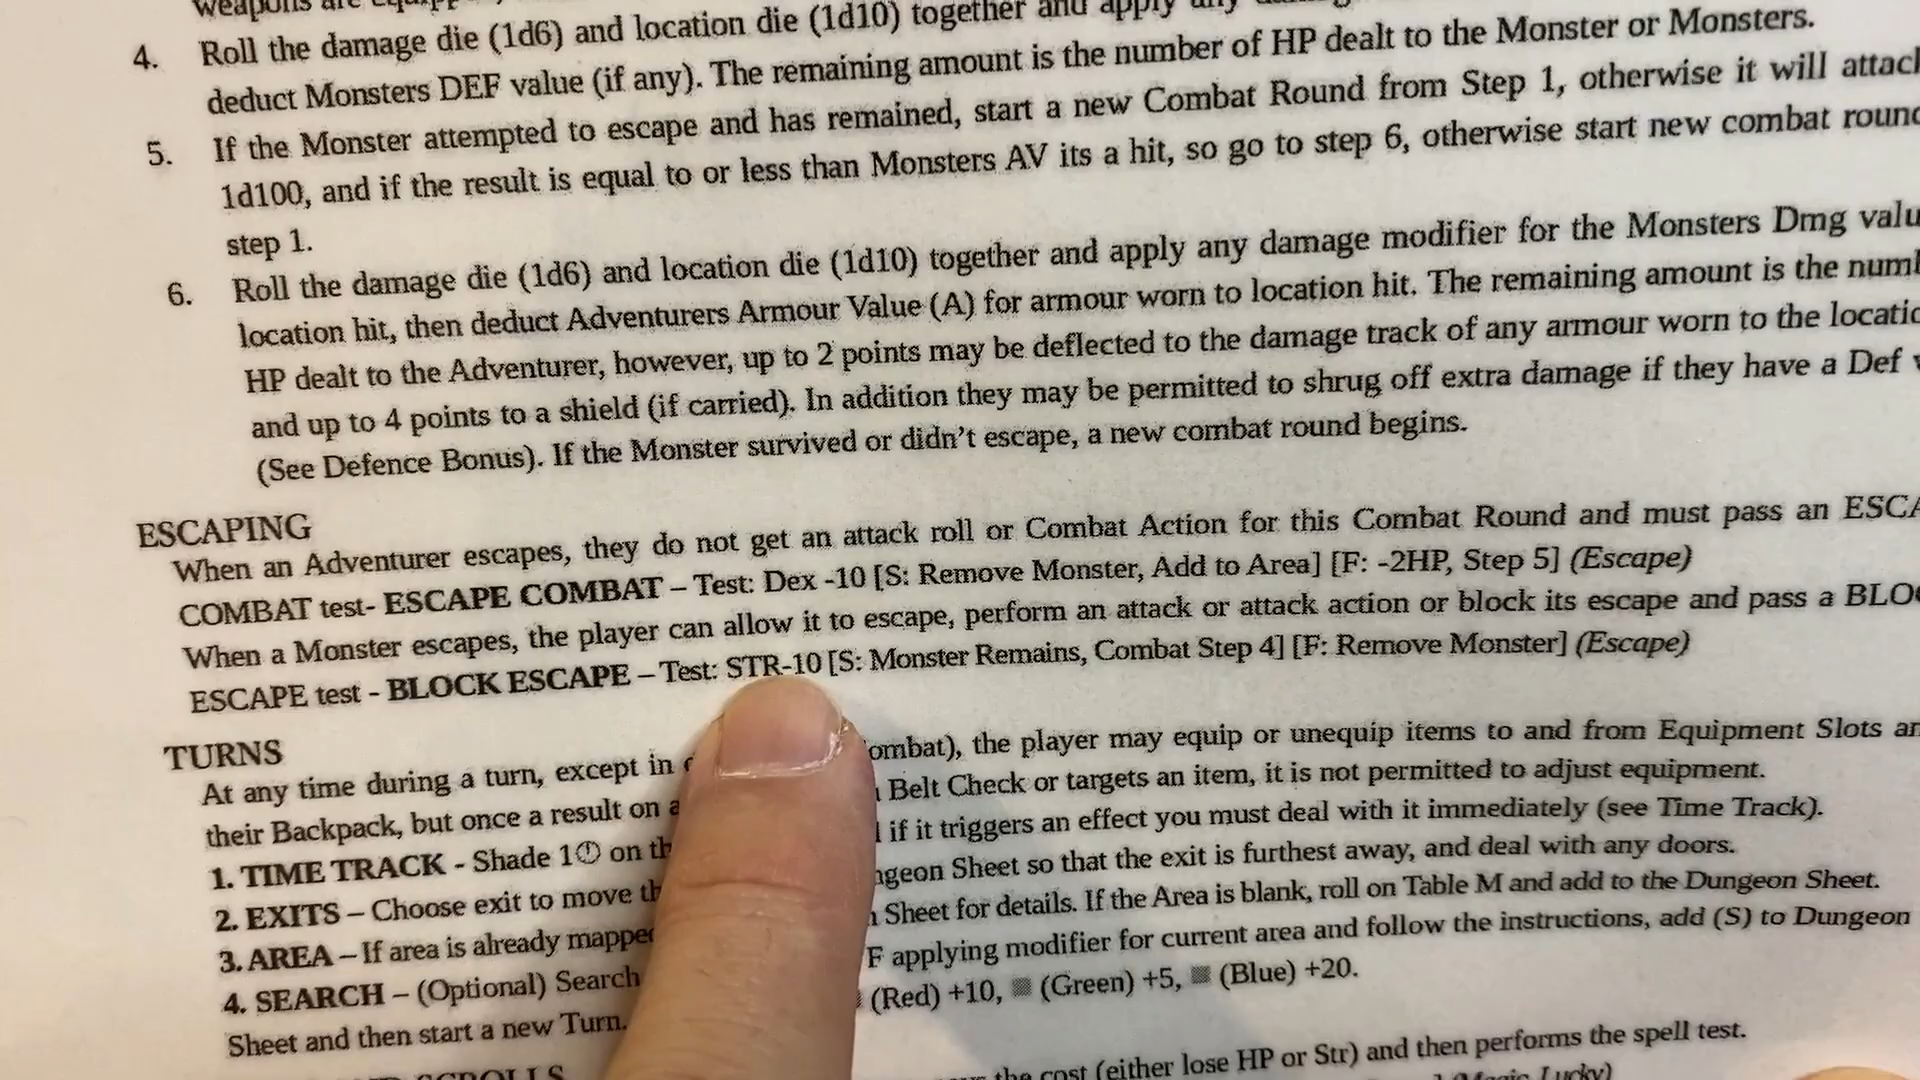 weapons are
4. Roll the damage die (1d6) and location die (1d10) together and apply any
deduct Monsters DEF value (if any). The remaining amount is the number of HP dealt to the Monster or Monsters.
5. If the Monster attempted to escape and has remained, start a new Combat Round from Step 1, otherwise it will attack
1d100, and if the result is equal to or less than Monsters AV its a hit, so go to step 6, otherwise start new combat round
step 1.
6. Roll the damage die (1d6) and location die (1d10) together and apply any damage modifier for the Monsters Dmg valu
location hit, then deduct Adventurers Armour Value (A) for armour worn to location hit. The remaining amount is the numb
HP dealt to the Adventurer, however, up to 2 points may be deflected to the damage track of any armour worn to the locatio
and up to 4 points to a shield (if carried). In addition they may be permitted to shrug off extra damage if they have a Def
(See Defence Bonus). If the Monster survived or didn't escape, a new combat round begins.
ESCAPING
When an Adventurer escapes, they do not get an attack roll or Combat Action for this Combat Round and must pass an ESCA
COMBAT test- ESCAPE COMBAT – Test: Dex -10 [S: Remove Monster, Add to Area] [F: -2HP, Step 5] (Escape)
When a Monster escapes, the player can allow it to escape, perform an attack or attack action or block its escape and pass a BLO
ESCAPE test - BLOCK ESCAPE – Test: STR-10 [S: Monster Remains, Combat Step 4] [F: Remove Monster] (Escape)
TURNS
At any time during a turn, except in ombat), the player may equip or unequip items to and from Equipment Slots an
their Backpack, but once a result on a Belt Check or targets an item, it is not permitted to adjust equipment.
1. TIME TRACK - Shade 1 on th if it triggers an effect you must deal with it immediately (see Time Track).
2. EXITS – Choose exit to move th ngeon Sheet so that the exit is furthest away, and deal with any doors.
3. AREA – If area is already mapped Sheet for details. If the Area is blank, roll on Table M and add to the Dungeon Sheet.
4. SEARCH – (Optional) Search F applying modifier for current area and follow the instructions, add (S) to Dungeon
Sheet and then start a new Turn. (Red) +10, (Green) +5, (Blue) +20.
SCROLLS
the cost (either lose HP or Str) and then performs the spell test.
Lucky)